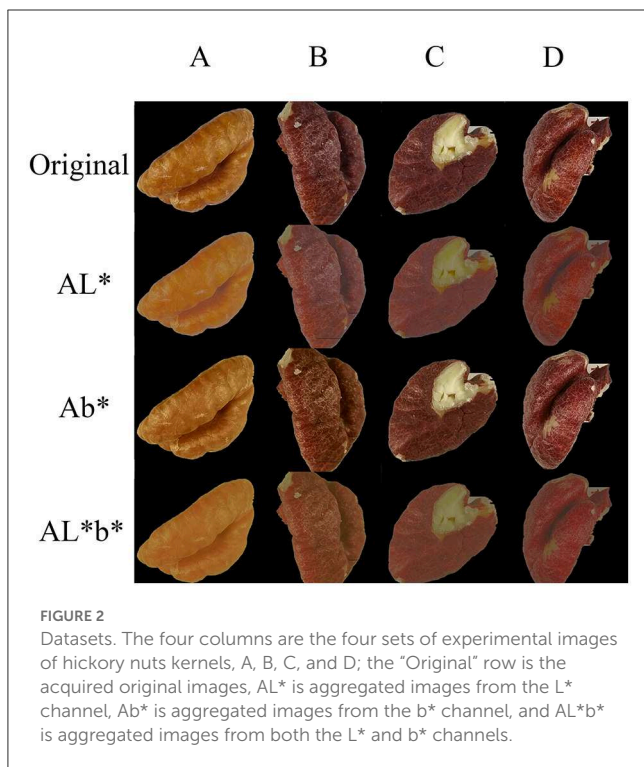 A B C D
Original
AL*
Ab*
AL*b*
FIGURE 2
Datasets. The four columns are the four sets of experimental images
of hickory nuts kernels, A, B, C, and D; the “Original” row is the
acquired original images, AL* is aggregated images from the L*
channel, Ab* is aggregated images from the b* channel, and AL*b*
is aggregated images from both the L* and b* channels.